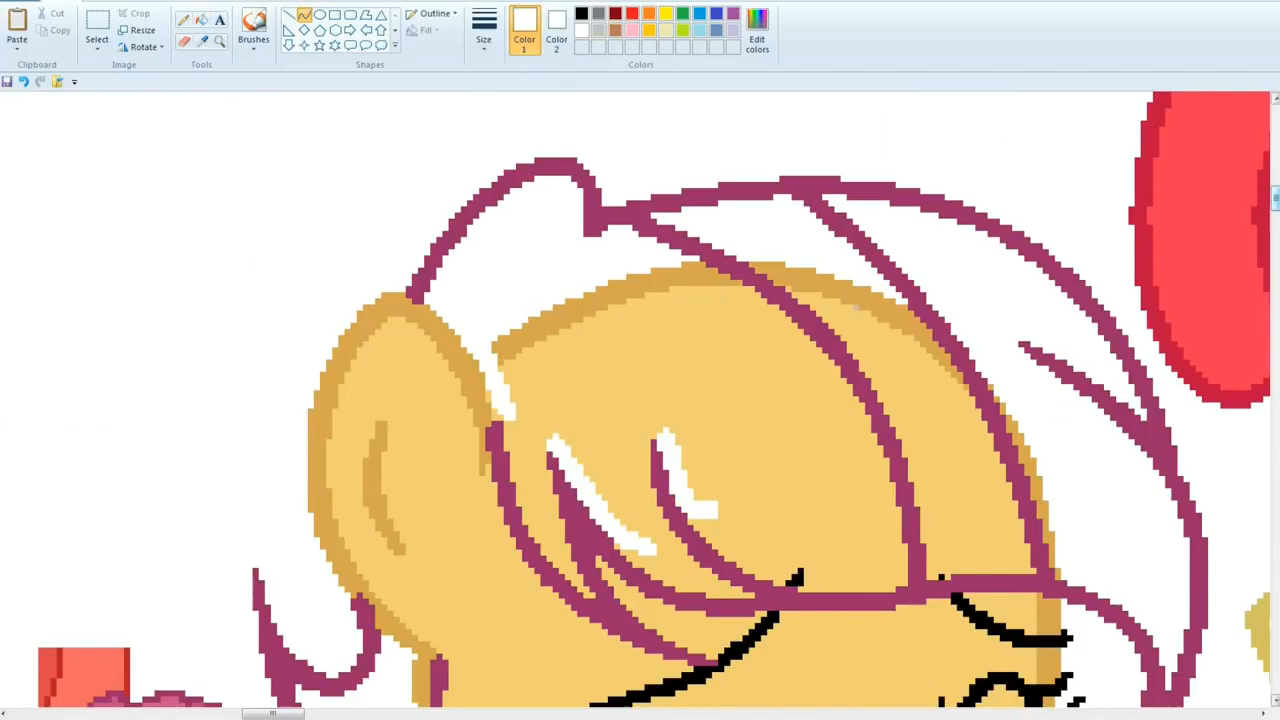 Paste
Cut
Copy
Clipboard
Select
Crop
Resize
Rotate
Image
A
Tools
Brushes
Outline
Fill
Shapes
Size
Color
1
Color
2
Colors
Edit
colors